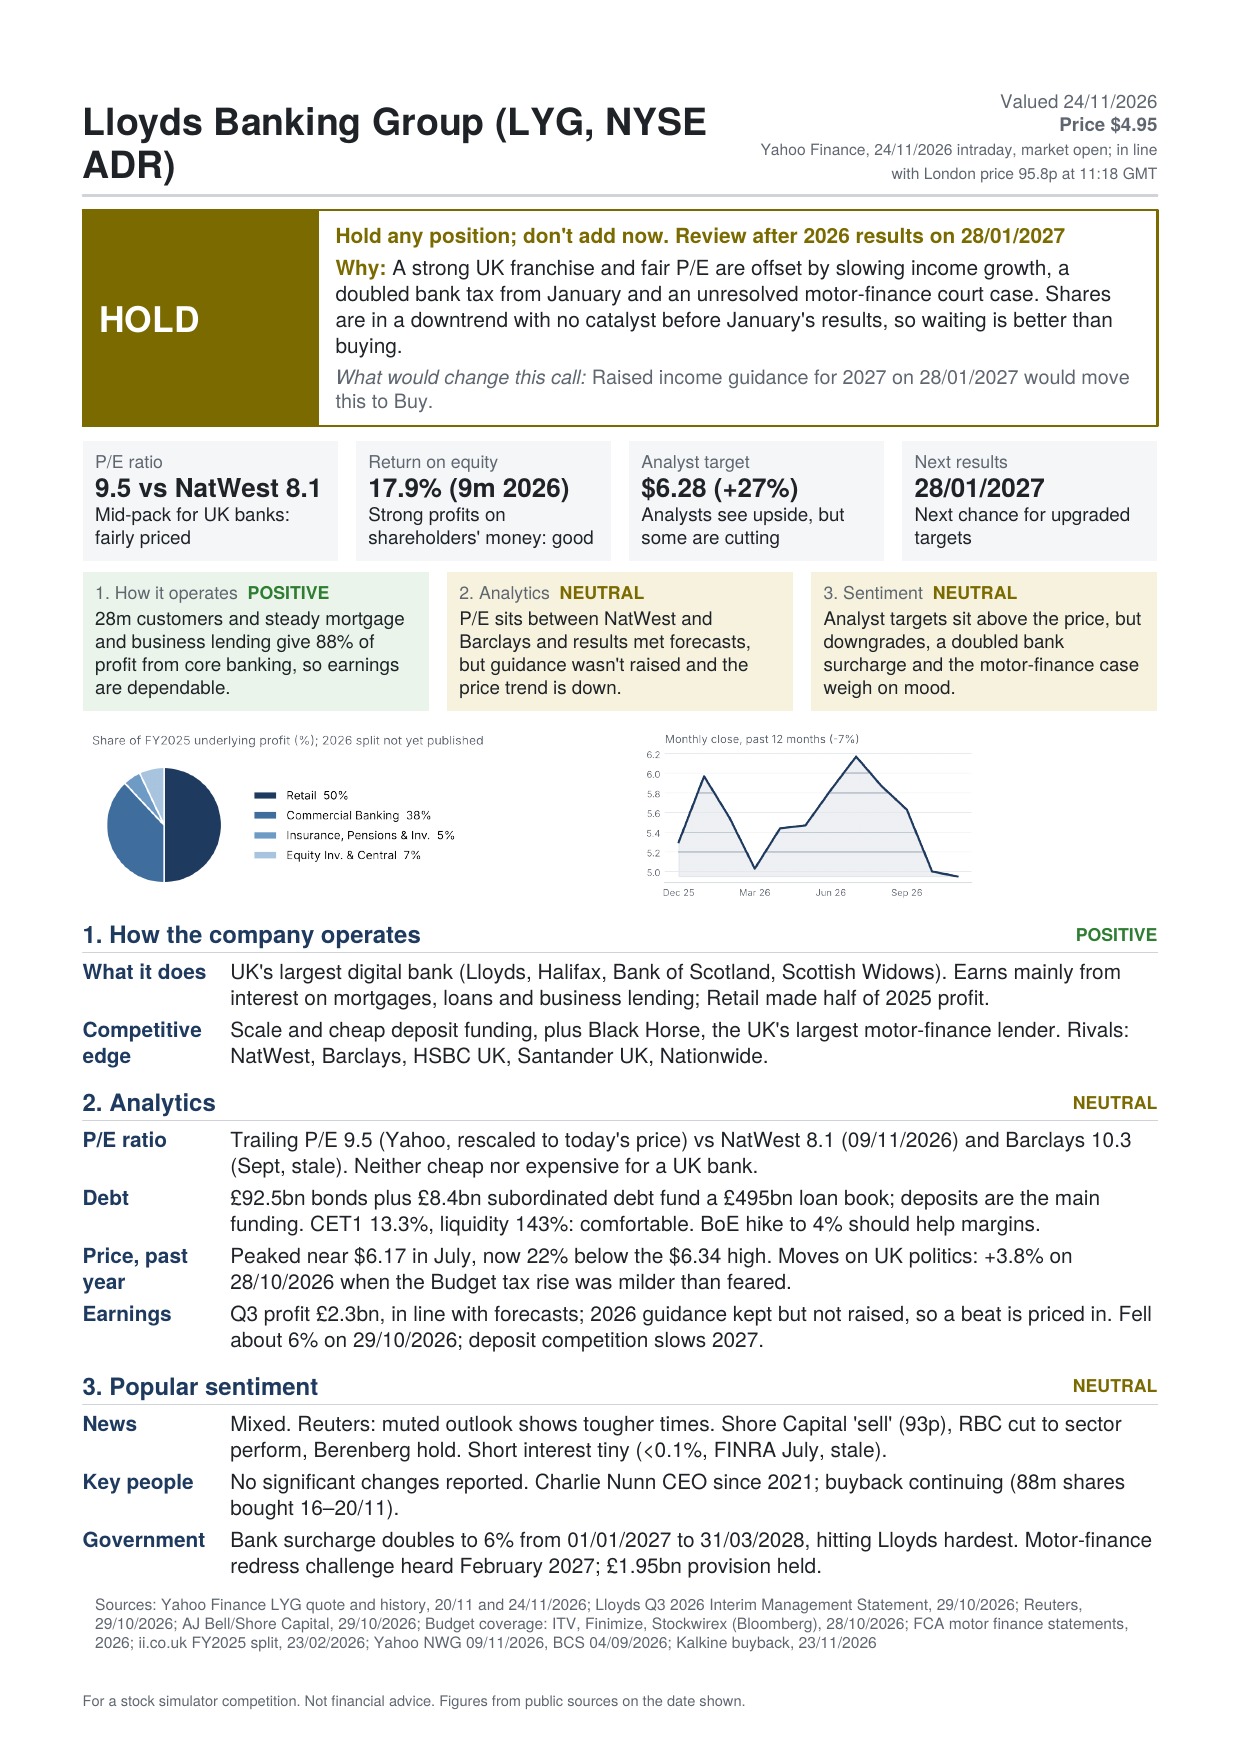 Lloyds Banking Group (LYG, NYSE
ADR)
Valued 24/11/2026
Price $4.95
Yahoo Finance, 24/11/2026 intraday, market open; in line
with London price 95.8p at 11:18 GMT
HOLD
Hold any position; don't add now. Review after 2026 results on 28/01/2027
Why: A strong UK franchise and fair P/E are offset by slowing income growth, a
doubled bank tax from January and an unresolved motor-finance court case. Shares
are in a downtrend with no catalyst before January's results, so waiting is better than
buying.
What would change this call: Raised income guidance for 2027 on 28/01/2027 would move
this to Buy.
P/E ratio
9.5 vs NatWest 8.1
Mid-pack for UK banks:
fairly priced
Return on equity
17.9% (9m 2026)
Strong profits on
shareholders' money: good
Analyst target
$6.28 (+27%)
Analysts see upside, but
some are cutting
Next results
28/01/2027
Next chance for upgraded
targets
1. How it operates POSITIVE
28m customers and steady mortgage
and business lending give 88% of
profit from core banking, so earnings
are dependable.
2. Analytics NEUTRAL
P/E sits between NatWest and
Barclays and results met forecasts,
but guidance wasn't raised and the
price trend is down.
3. Sentiment NEUTRAL
Analyst targets sit above the price, but
downgrades, a doubled bank
surcharge and the motor-finance case
weigh on mood.
Share of FY2025 underlying profit (%); 2026 split not yet published
Retail 50%
Commercial Banking 38%
Insurance, Pensions & Inv. 5%
Equity Inv. & Central 7%
Monthly close, past 12 months (-7%)
6.2
6.0
5.8
5.6
5.4
5.2
5.0
Dec 25 Mar 26 Jun 26 Sep 26
1. How the company operates POSITIVE
What it does UK's largest digital bank (Lloyds, Halifax, Bank of Scotland, Scottish Widows). Earns mainly from
interest on mortgages, loans and business lending; Retail made half of 2025 profit.
Competitive Scale and cheap deposit funding, plus Black Horse, the UK's largest motor-finance lender. Rivals:
edge NatWest, Barclays, HSBC UK, Santander UK, Nationwide.
2. Analytics NEUTRAL
P/E ratio Trailing P/E 9.5 (Yahoo, rescaled to today's price) vs NatWest 8.1 (09/11/2026) and Barclays 10.3
(Sept, stale). Neither cheap nor expensive for a UK bank.
Debt £92.5bn bonds plus £8.4bn subordinated debt fund a £495bn loan book; deposits are the main
funding. CET1 13.3%, liquidity 143%: comfortable. BoE hike to 4% should help margins.
Price, past Peaked near $6.17 in July, now 22% below the $6.34 high. Moves on UK politics: +3.8% on
year 28/10/2026 when the Budget tax rise was milder than feared.
Earnings Q3 profit £2.3bn, in line with forecasts; 2026 guidance kept but not raised, so a beat is priced in. Fell
about 6% on 29/10/2026; deposit competition slows 2027.
3. Popular sentiment NEUTRAL
News Mixed. Reuters: muted outlook shows tougher times. Shore Capital 'sell' (93p), RBC cut to sector
perform, Berenberg hold. Short interest tiny (<0.1%, FINRA July, stale).
Key people No significant changes reported. Charlie Nunn CEO since 2021; buyback continuing (88m shares
bought 16–20/11).
Government Bank surcharge doubles to 6% from 01/01/2027 to 31/03/2028, hitting Lloyds hardest. Motor-finance
redress challenge heard February 2027; £1.95bn provision held.
Sources: Yahoo Finance LYG quote and history, 20/11 and 24/11/2026; Lloyds Q3 2026 Interim Management Statement, 29/10/2026; Reuters,
29/10/2026; AJ Bell/Shore Capital, 29/10/2026; Budget coverage: ITV, Finimize, Stockwirex (Bloomberg), 28/10/2026; FCA motor finance statements,
2026; ii.co.uk FY2025 split, 23/02/2026; Yahoo NWG 09/11/2026, BCS 04/09/2026; Kalkine buyback, 23/11/2026
For a stock simulator competition. Not financial advice. Figures from public sources on the date shown.